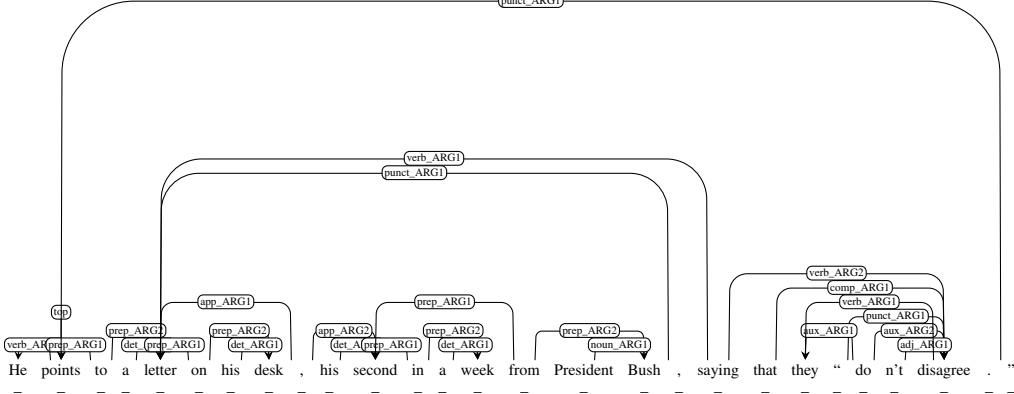 punct_ARG1
verb_ARG1
punct_ARG1
verb_ARG2
comp_ARG1
app_ARG1 prep_ARG1 verb_ARG1
top punct_ARG1
prep_ARG2 prep_ARG2 app_ARG2 prep_ARG2 prep_ARG2 aux_ARG1 aux_ARG2
verb_AR prep_ARG1 det_ prep_ARG1 det_ARG1 det_A prep_ARG1 det_ARG1 noun_ARG1 adj_ARG1
He points to a letter on his desk , his second in a week from President Bush , saying that they “ do n't disagree . ”
_ _ _ _ _ _ _ _ _ _ _ _ _ _ _ _ _ _ _ _ _ _ _ _ _ _